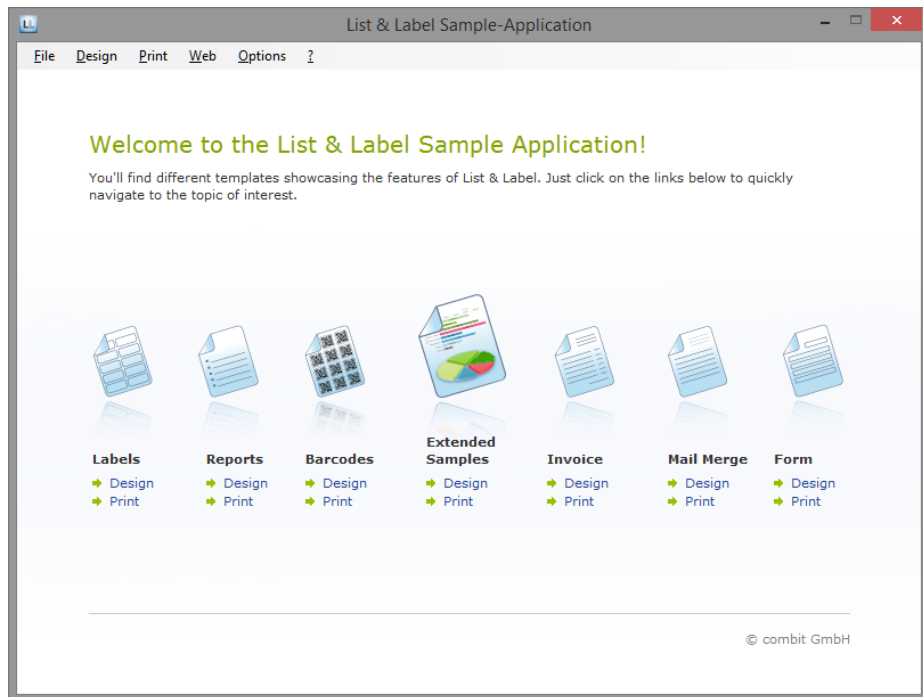 LL List & Label Sample-Application
File Design Print Web Options ?
Welcome to the List & Label Sample Application!
You'll find different templates showcasing the features of List & Label. Just click on the links below to quickly
navigate to the topic of interest.
Labels Reports Barcodes Extended Samples Invoice Mail Merge Form
Design Design Design Design Design Design Design
Print Print Print Print Print Print Print
© combit GmbH